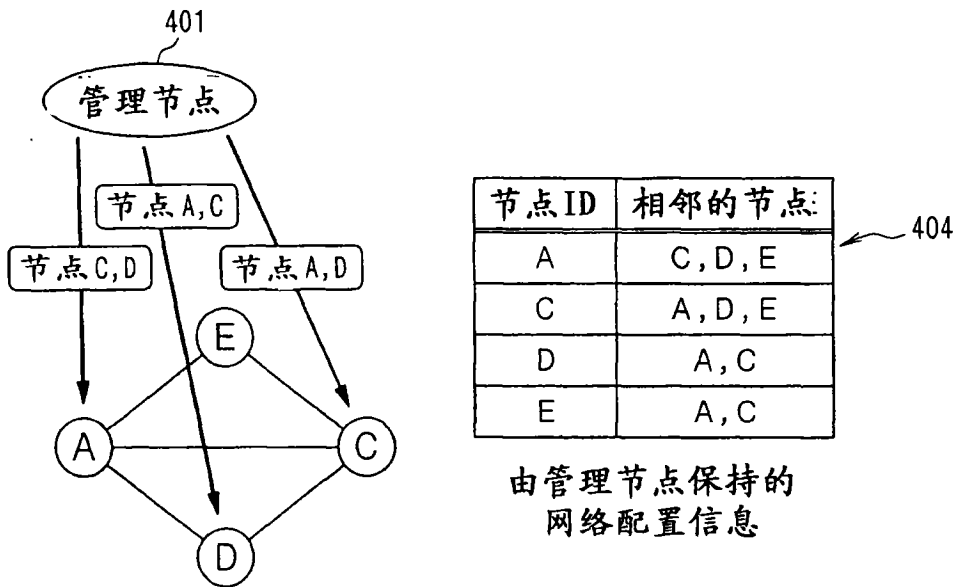 401
管理节点
节点A,C
节点C,D
节点A,D
E
A
C
D
节点ID 相邻的节点
A C,D,E
C A,D,E
D A,C
E A,C
404
由管理节点保持的
网络配置信息